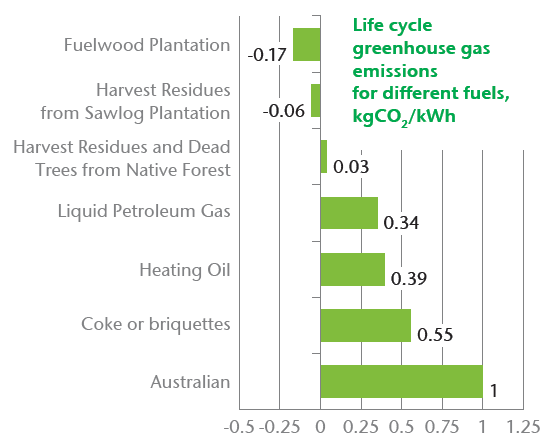 Life cycle
greenhouse gas
emissions
for different fuels,
kgCO₂/kWh
Fuelwood Plantation
-0.17
Harvest Residues
from Sawlog Plantation
-0.06
Harvest Residues and Dead
Trees from Native Forest
0.03
Liquid Petroleum Gas
0.34
Heating Oil
0.39
Coke or briquettes
0.55
Australian
1
-0.5 -0.25 0 0.25 0.5 0.75 1 1.25